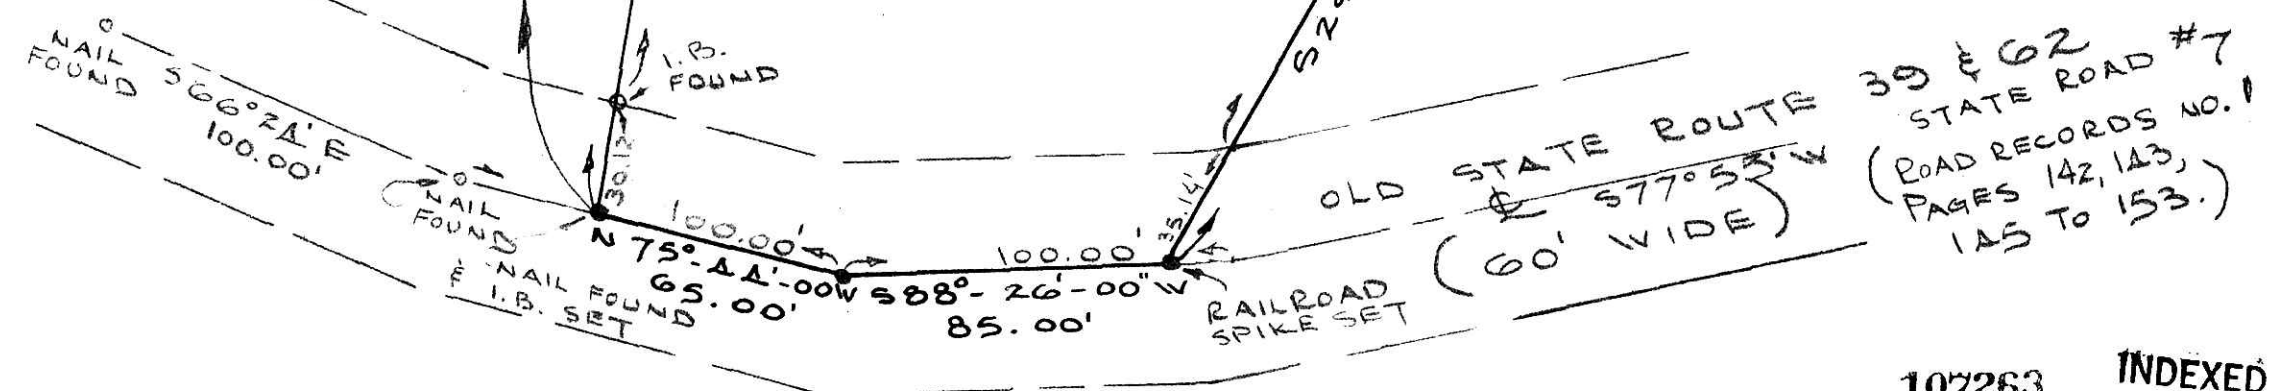 NAIL
FOUND
S66°24'E
100.00'
I.B.
FOUND
30.12
NAIL
FOUND
100.00'
N 75°-44'-00W
65.00'
NAIL FOUND
& I.B. SET
100.00'
S88°-26'-00"W
85.00'
35.14'
RAILROAD
SPIKE SET
OLD STATE ROUTE 39 & 62
STATE ROAD #7
℄ S77°53'W
(60' WIDE)
(ROAD RECORDS NO. 1
PAGES 142, 143,
145 TO 153.)
107263
INDEXED